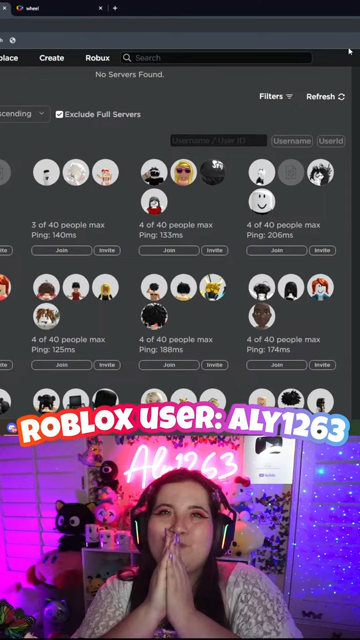 wheel
place Create Robux Search
No Servers Found.
Filters Refresh
scending Exclude Full Servers
Username / User ID Username UserId
3 of 40 people max 4 of 40 people max 4 of 40 people max
Ping: 140ms Ping: 133ms Ping: 206ms
Invite Join Invite Join Invite Join Invite
4 of 40 people max 4 of 40 people max 4 of 40 people max
Ping: 125ms Ping: 188ms Ping: 174ms
Invite Join Invite Join Invite Join Invite
ROBLOX USER: ALY1263
Aly1263